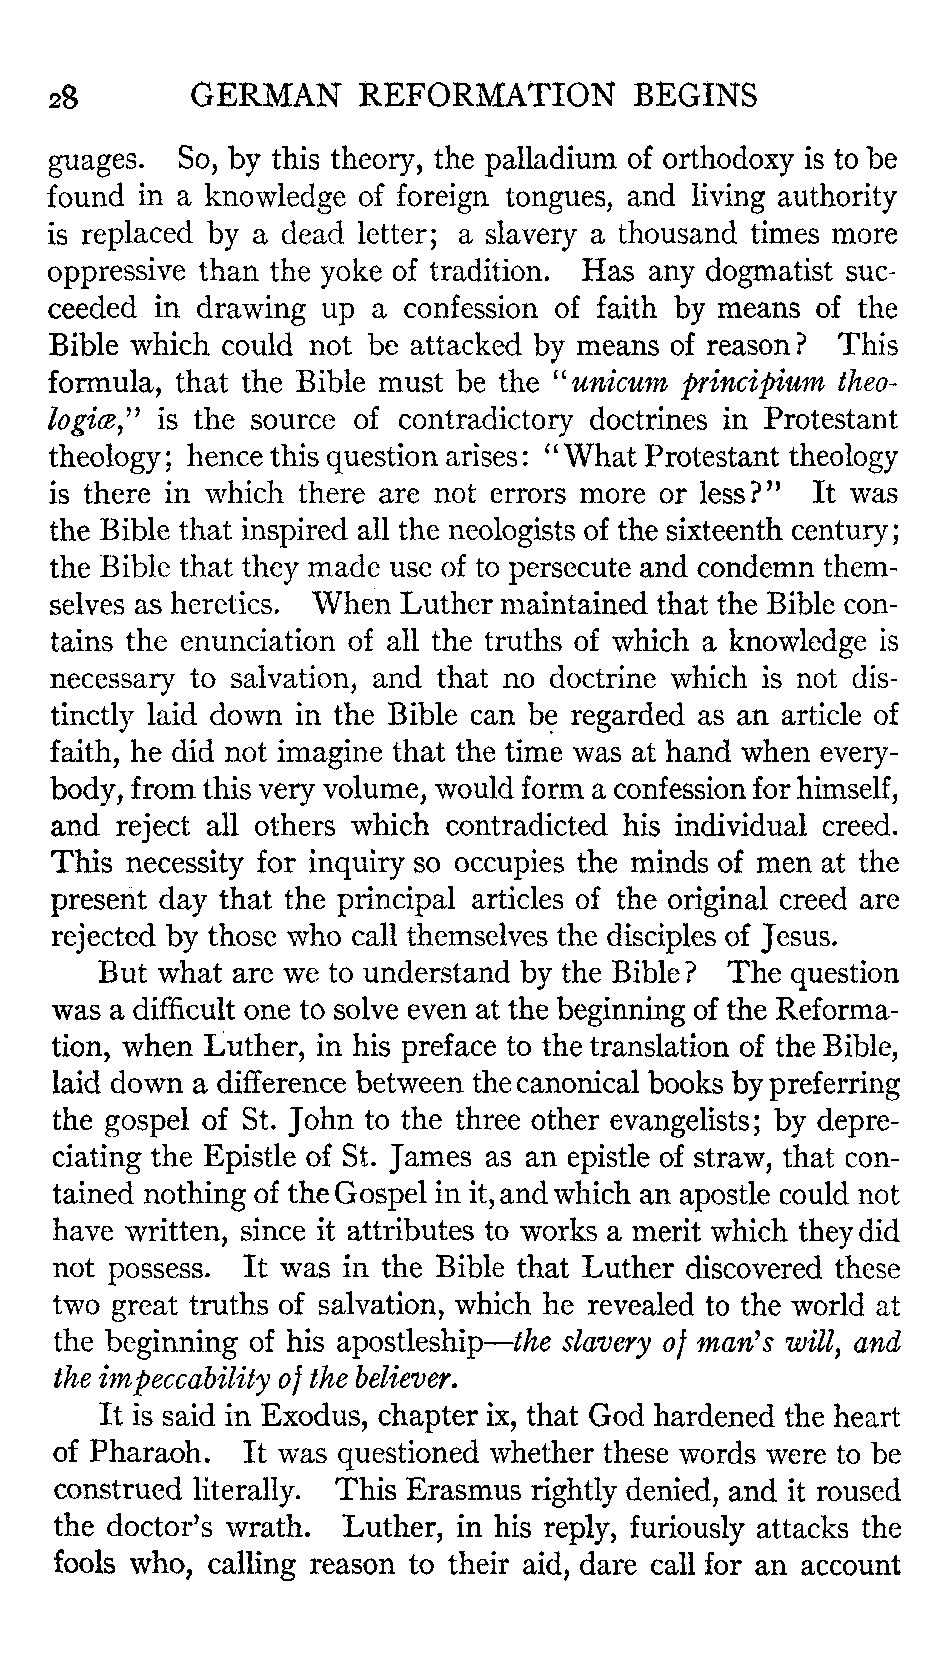 28 GERMAN REFORMATION BEGINS
guages. So, by this theory, the palladium of orthodoxy is to be
found in a knowledge of foreign tongues, and living authority
is replaced by a dead letter; a slavery a thousand times more
oppressive than the yoke of tradition. Has any dogmatist suc-
ceeded in drawing up a confession of faith by means of the
Bible which could not be attacked by means of reason? This
formula, that the Bible must be the "unicum principium theo-
logiæ," is the source of contradictory doctrines in Protestant
theology; hence this question arises: "What Protestant theology
is there in which there are not errors more or less?" It was
the Bible that inspired all the neologists of the sixteenth century;
the Bible that they made use of to persecute and condemn them-
selves as heretics. When Luther maintained that the Bible con-
tains the enunciation of all the truths of which a knowledge is
necessary to salvation, and that no doctrine which is not dis-
tinctly laid down in the Bible can be regarded as an article of
faith, he did not imagine that the time was at hand when every-
body, from this very volume, would form a confession for himself,
and reject all others which contradicted his individual creed.
This necessity for inquiry so occupies the minds of men at the
present day that the principal articles of the original creed are
rejected by those who call themselves the disciples of Jesus.
But what are we to understand by the Bible? The question
was a difficult one to solve even at the beginning of the Reforma-
tion, when Luther, in his preface to the translation of the Bible,
laid down a difference between the canonical books by preferring
the gospel of St. John to the three other evangelists; by depre-
ciating the Epistle of St. James as an epistle of straw, that con-
tained nothing of the Gospel in it, and which an apostle could not
have written, since it attributes to works a merit which they did
not possess. It was in the Bible that Luther discovered these
two great truths of salvation, which he revealed to the world at
the beginning of his apostleship—the slavery of man's will, and
the impeccability of the believer.
It is said in Exodus, chapter ix, that God hardened the heart
of Pharaoh. It was questioned whether these words were to be
construed literally. This Erasmus rightly denied, and it roused
the doctor's wrath. Luther, in his reply, furiously attacks the
fools who, calling reason to their aid, dare call for an account